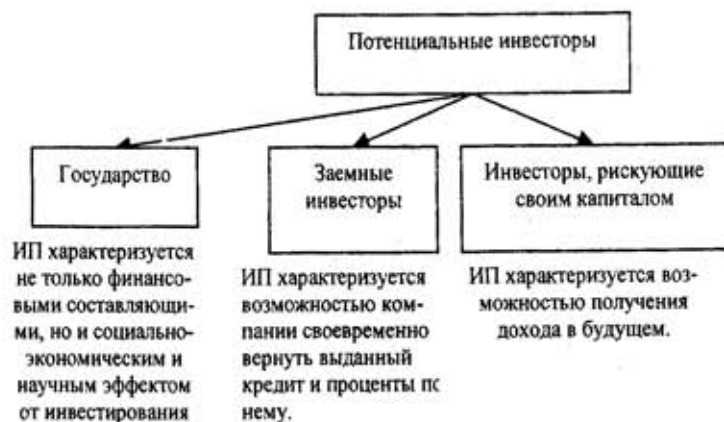 Потенциальные инвесторы
Государство
Заемные
инвесторы
Инвесторы, рискующие
своим капиталом
ИП характеризуется
не только финансо-
выми составляющи-
ми, но и социально-
экономическим и
научным эффектом
от инвестирования
ИП характеризуется
возможностью ком-
пании своевременно
вернуть выданный
кредит и проценты по
нему.
ИП характеризуется воз-
можностью получения
дохода в будущем.